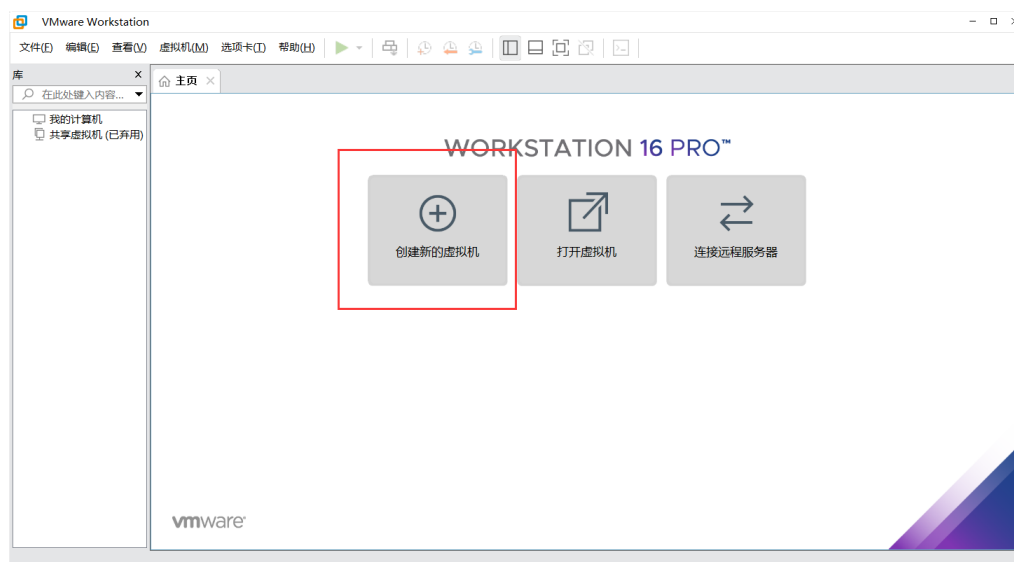 VMware Workstation
文件(F) 编辑(E) 查看(V) 虚拟机(M) 选项卡(T) 帮助(H)
库
主页
在此处键入内容...
我的计算机
共享虚拟机 (已弃用)
WORKSTATION 16 PRO™
创建新的虚拟机
打开虚拟机
连接远程服务器
vmware